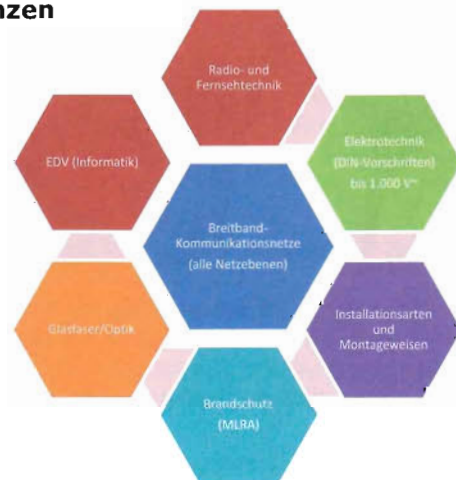 nzen
Radio- und
Fernsehtechnik
EDV (Informatik)
Elektrotechnik
(DIN-Vorschriften)
bis 1.000 V~
Breitband-
Kommunikationsnetze
(alle Netzebenen)
Glasfaser/Optik
Installationsarten
und
Montageweisen
Brandschutz
(MLRA)